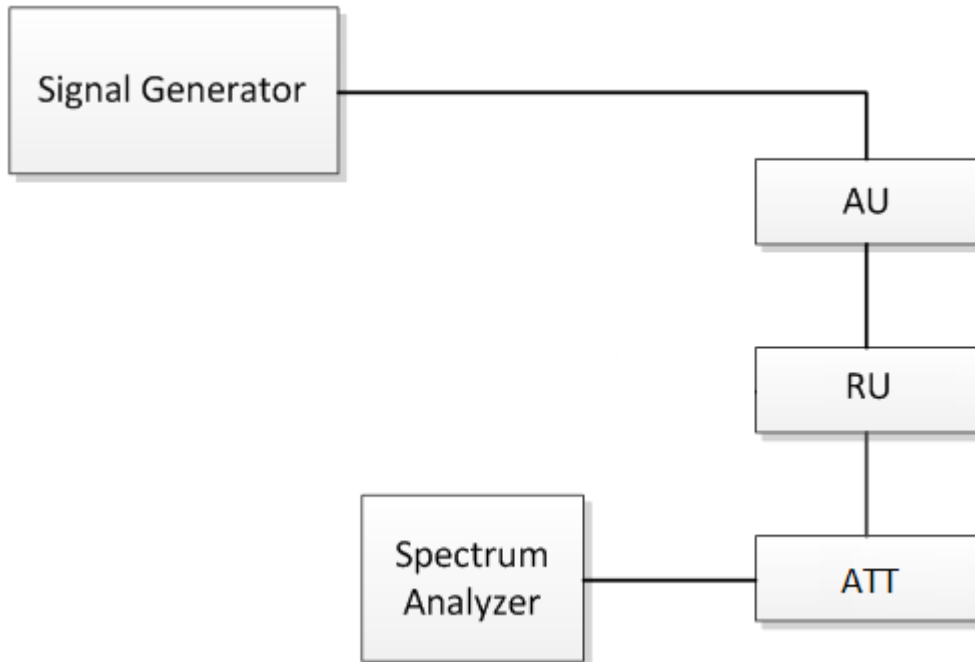 Signal Generator
AU
RU
ATT
Spectrum
Analyzer